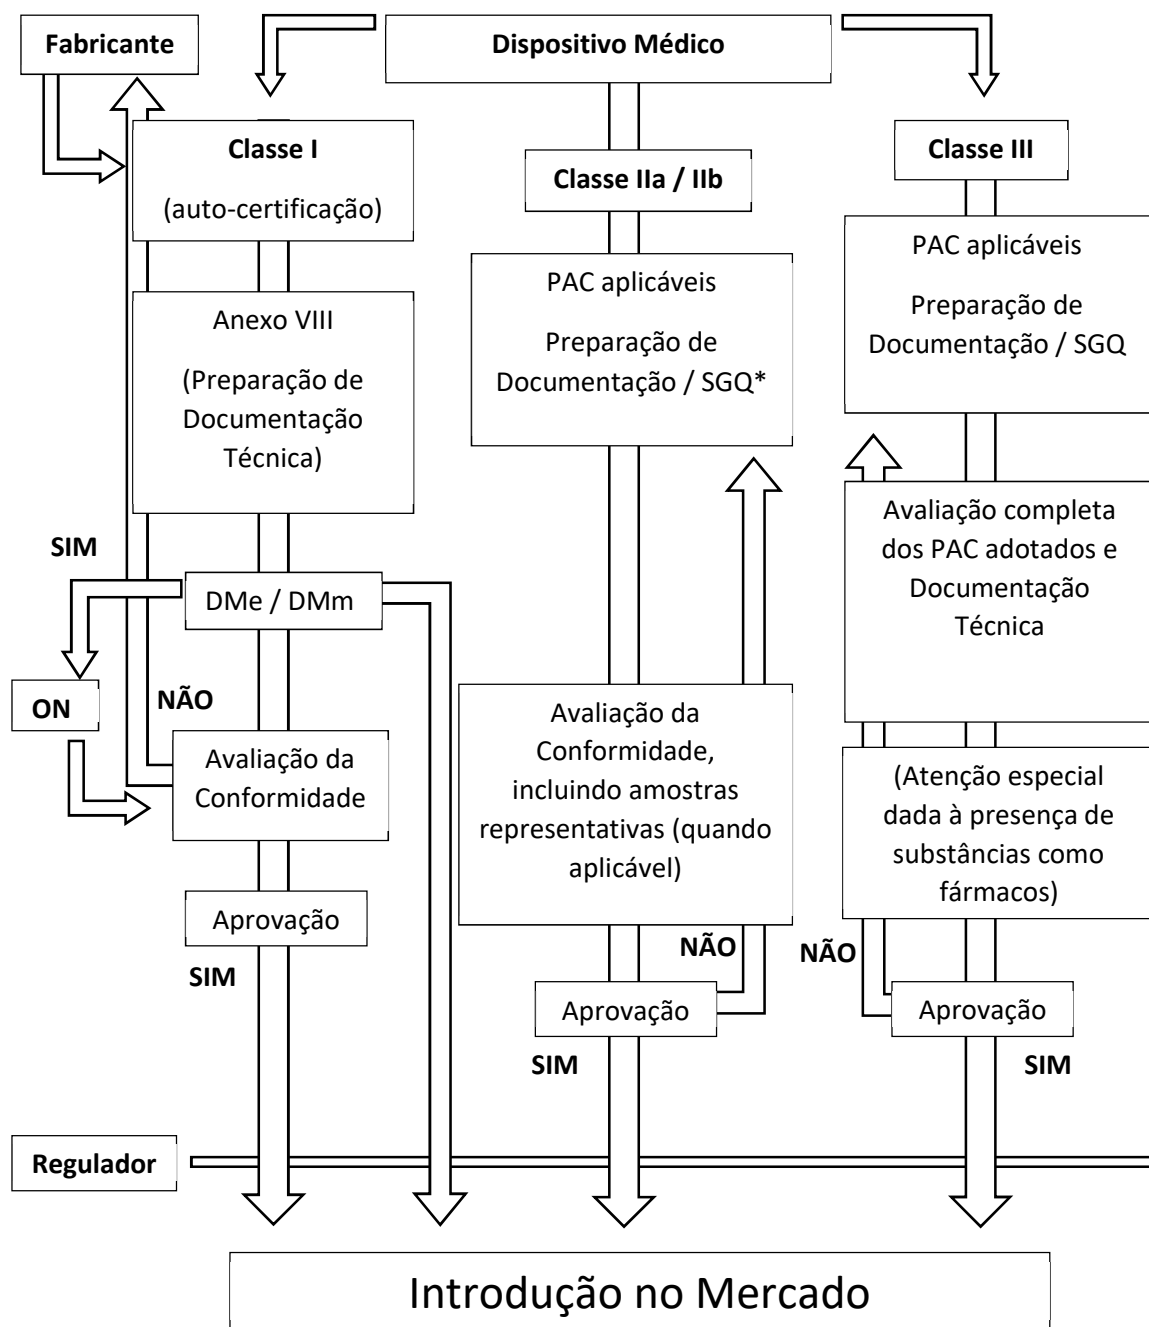 Fabricante
Dispositivo Médico
Classe I
(auto-certificação)
Anexo VIII
(Preparação de
Documentação
Técnica)
SIM
DMe / DMm
ON
NÃO
Avaliação da
Conformidade
Aprovação
SIM
Classe IIa / IIb
PAC aplicáveis
Preparação de
Documentação / SGQ*
Avaliação da
Conformidade,
incluindo amostras
representativas (quando
aplicável)
NÃO
Aprovação
SIM
Classe III
PAC aplicáveis
Preparação de
Documentação / SGQ
Avaliação completa
dos PAC adotados e
Documentação
Técnica
(Atenção especial
dada à presença de
substâncias como
fármacos)
NÃO
Aprovação
SIM
Regulador
Introdução no Mercado